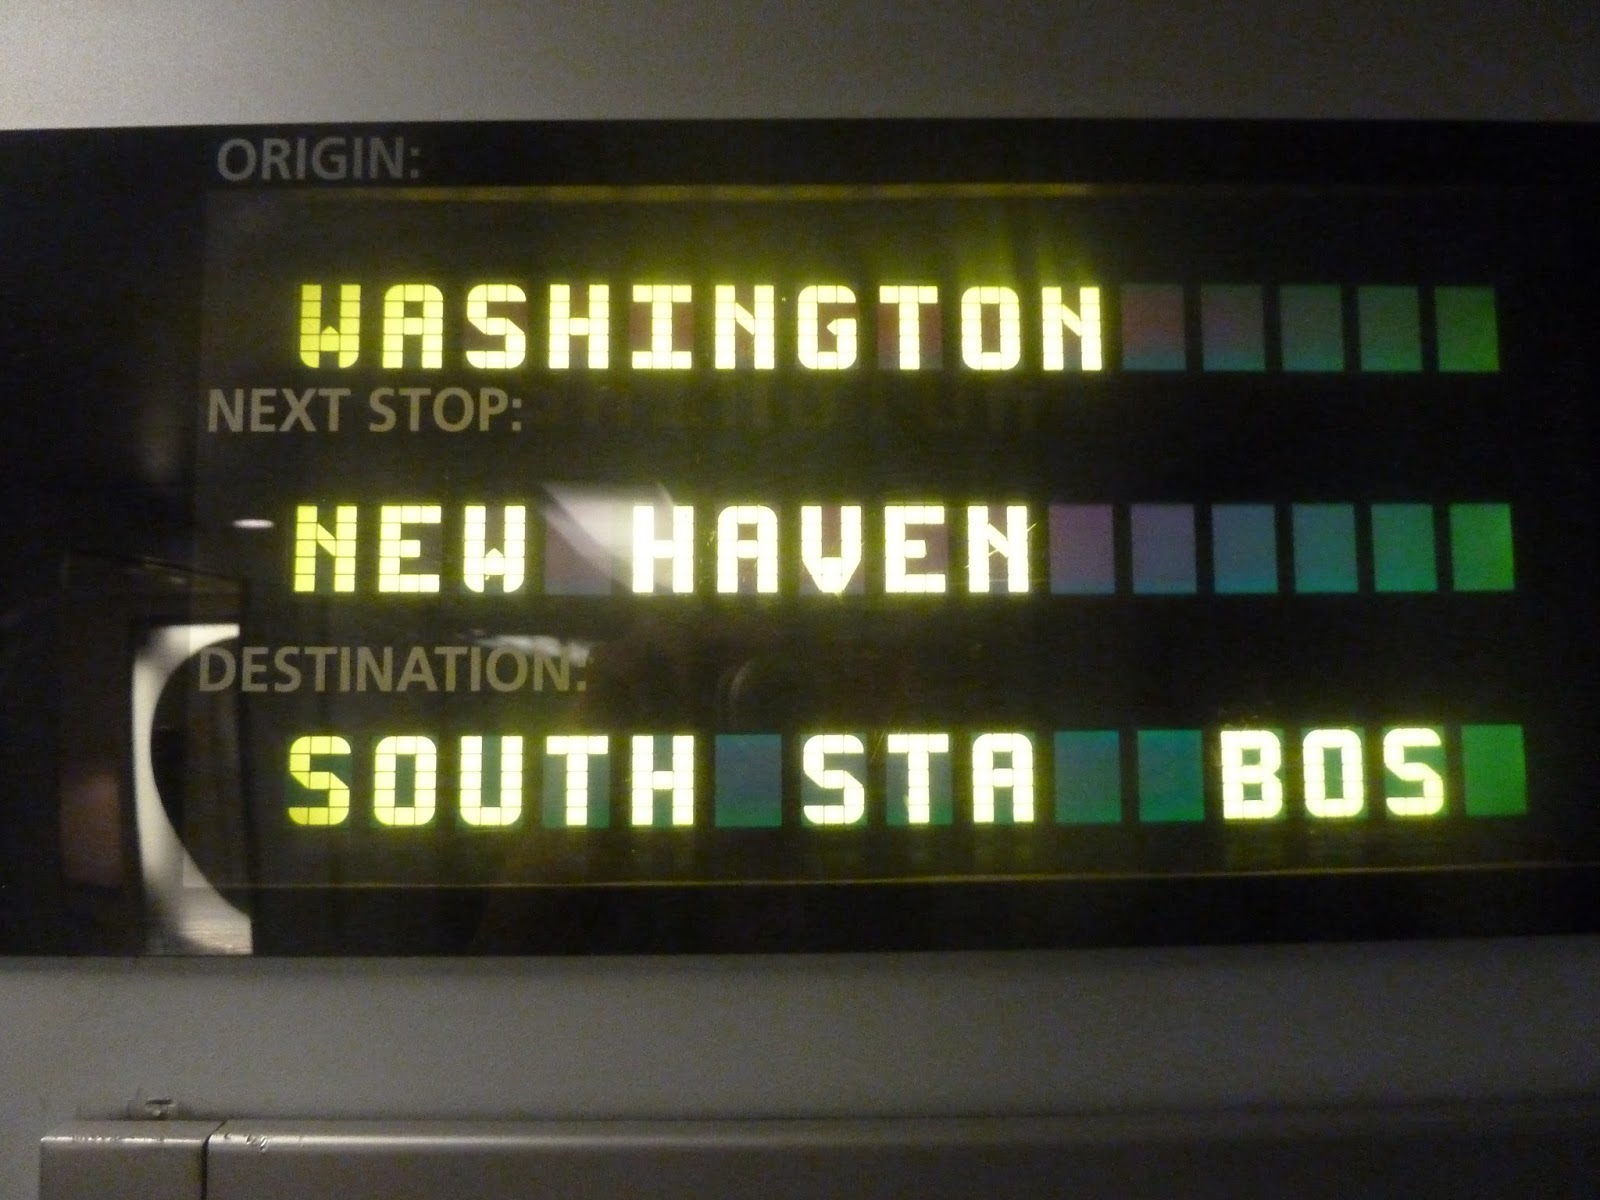 ORIGIN:
WASHINGTON
NEXT STOP:
NEW HAVEN
DESTINATION:
SOUTH STA BOS